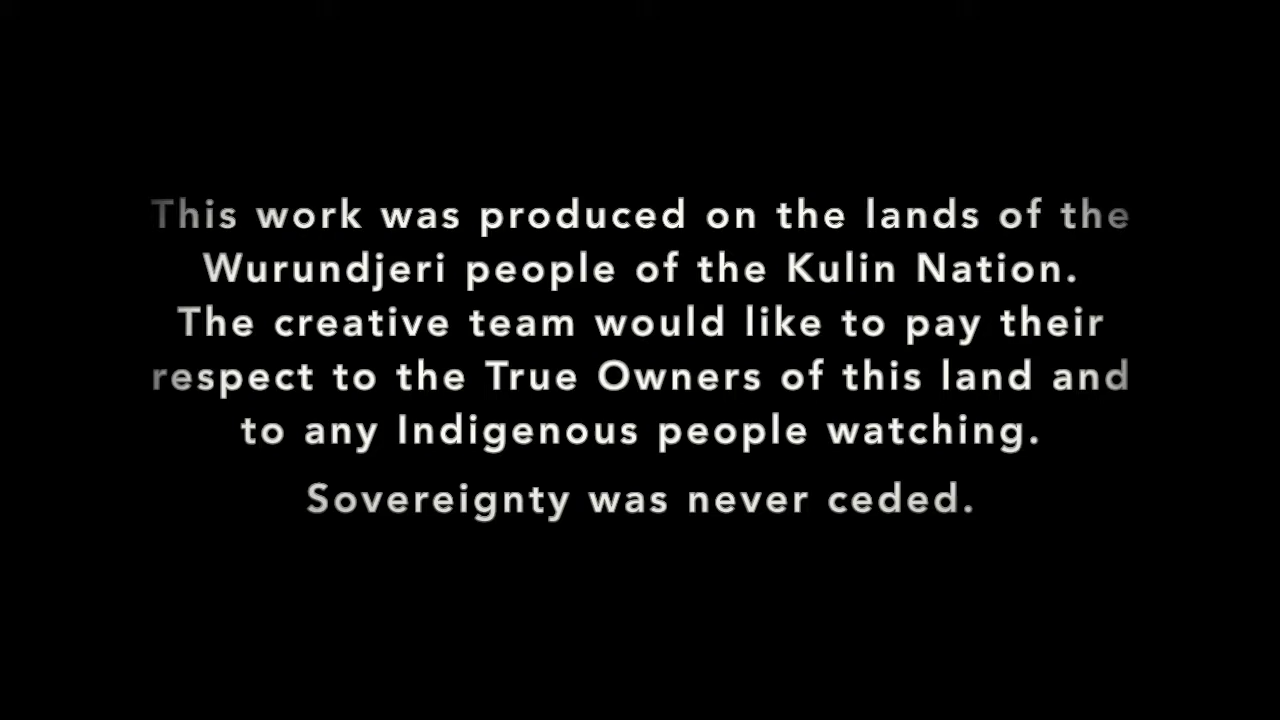 This work was produced on the lands of the
Wurundjeri people of the Kulin Nation.
The creative team would like to pay their
respect to the True Owners of this land and
to any Indigenous people watching.
Sovereignty was never ceded.